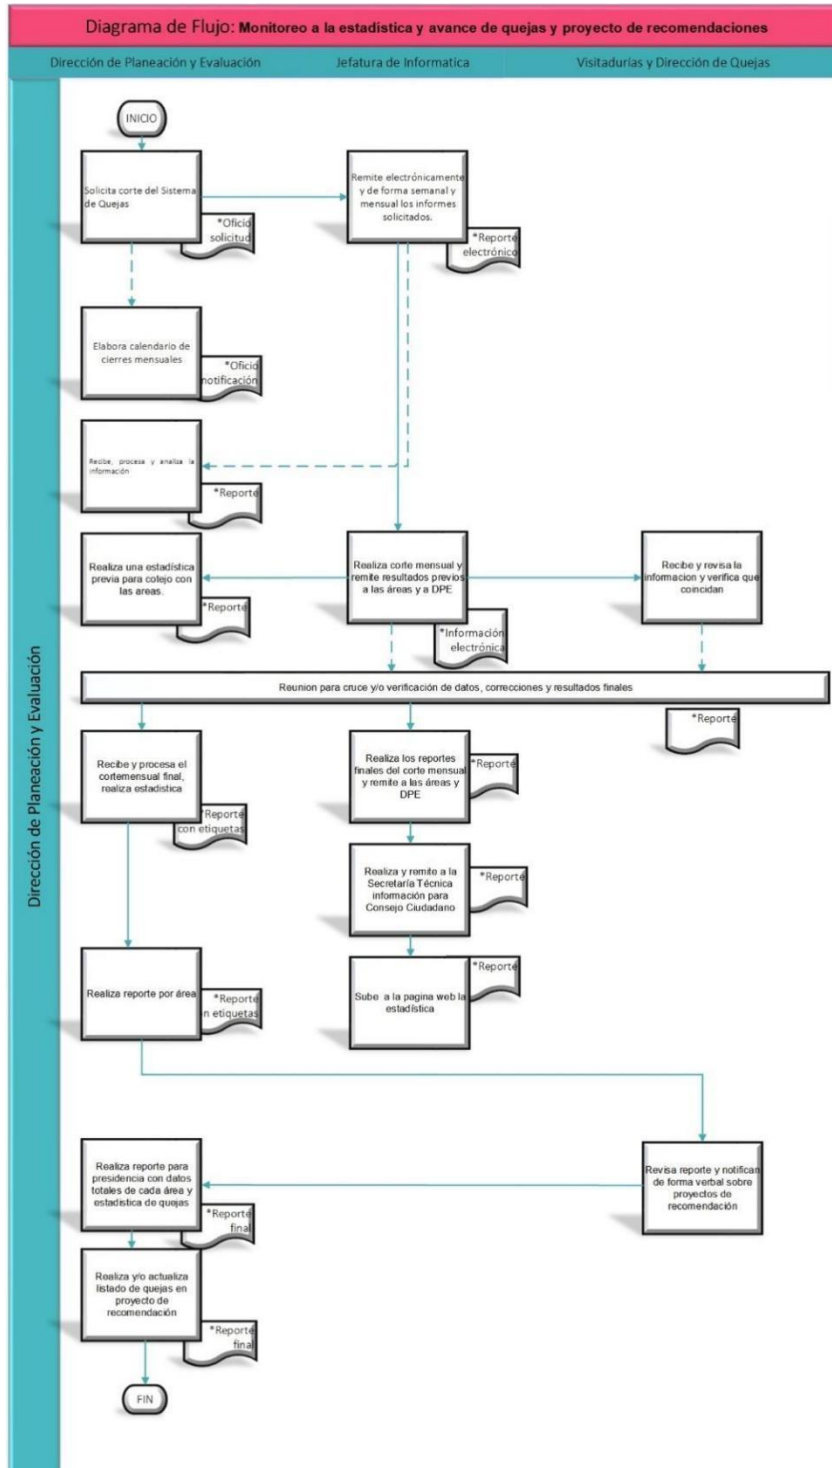 Diagrama de Flujo: Monitoreo a la estadística y avance de quejas y proyecto de recomendaciones
Dirección de Planeación y Evaluación
Jefatura de Informatica
Visitadurías y Dirección de Quejas
Dirección de Planeación y Evaluación
INICIO
Solicita corte del Sistema
de Quejas
*Oficio
solicitud
Remite electrónicamente
y de forma semanal y
mensual los informes
solicitados.
*Reporte
electrónico
Elabora calendario de
cierres mensuales
*Oficio
notificación
Recibe, procesa y analiza la
información
*Reporte
Realiza una estadística
previa para cotejo con
las areas.
*Reporte
Realiza corte mensual y
remite resultados previos
a las áreas y a DPE
*Información
electrónica
Recibe y revisa la
informacion y verifica que
coincidan
Reunion para cruce y/o verificación de datos, correcciones y resultados finales
*Reporte
Recibe y procesa el
cortemensual final,
realiza estadistica
*Reporte
con etiquetas
Realiza los reportes
finales del corte mensual
y remite a las áreas y
DPE
*Reporte
Realiza y remite a la
Secretaría Técnica
información para
Consejo Ciudadano
*Reporte
Realiza reporte por área
*Reporte
n etiquetas
Sube a la pagina web la
estadística
*Reporte
Realiza reporte para
presidencia con datos
totales de cada área y
estadística de quejas
*Reporte
final
Revisa reporte y notifican
de forma verbal sobre
proyectos de
recomendación
Realiza y/o actualiza
listado de quejas en
proyecto de
recomendación
*Reporte
final
FIN